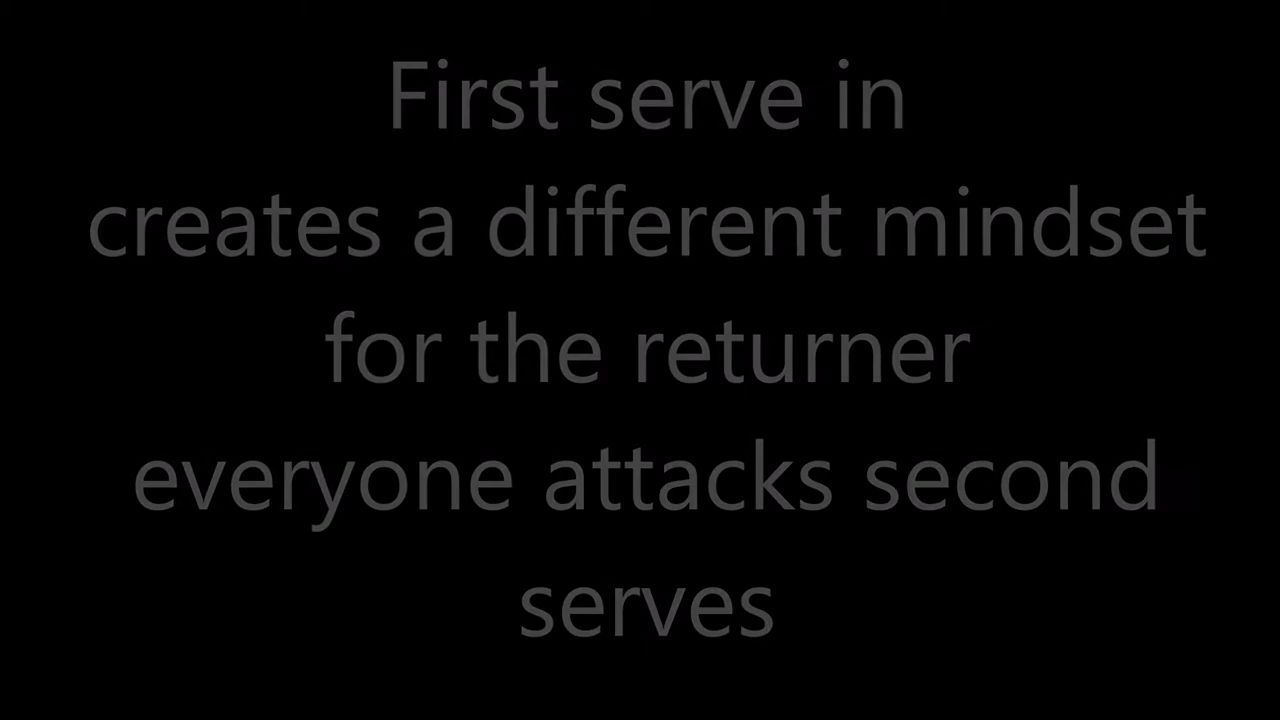 First serve in
creates a different mindset
for the returner
everyone attacks second
serves